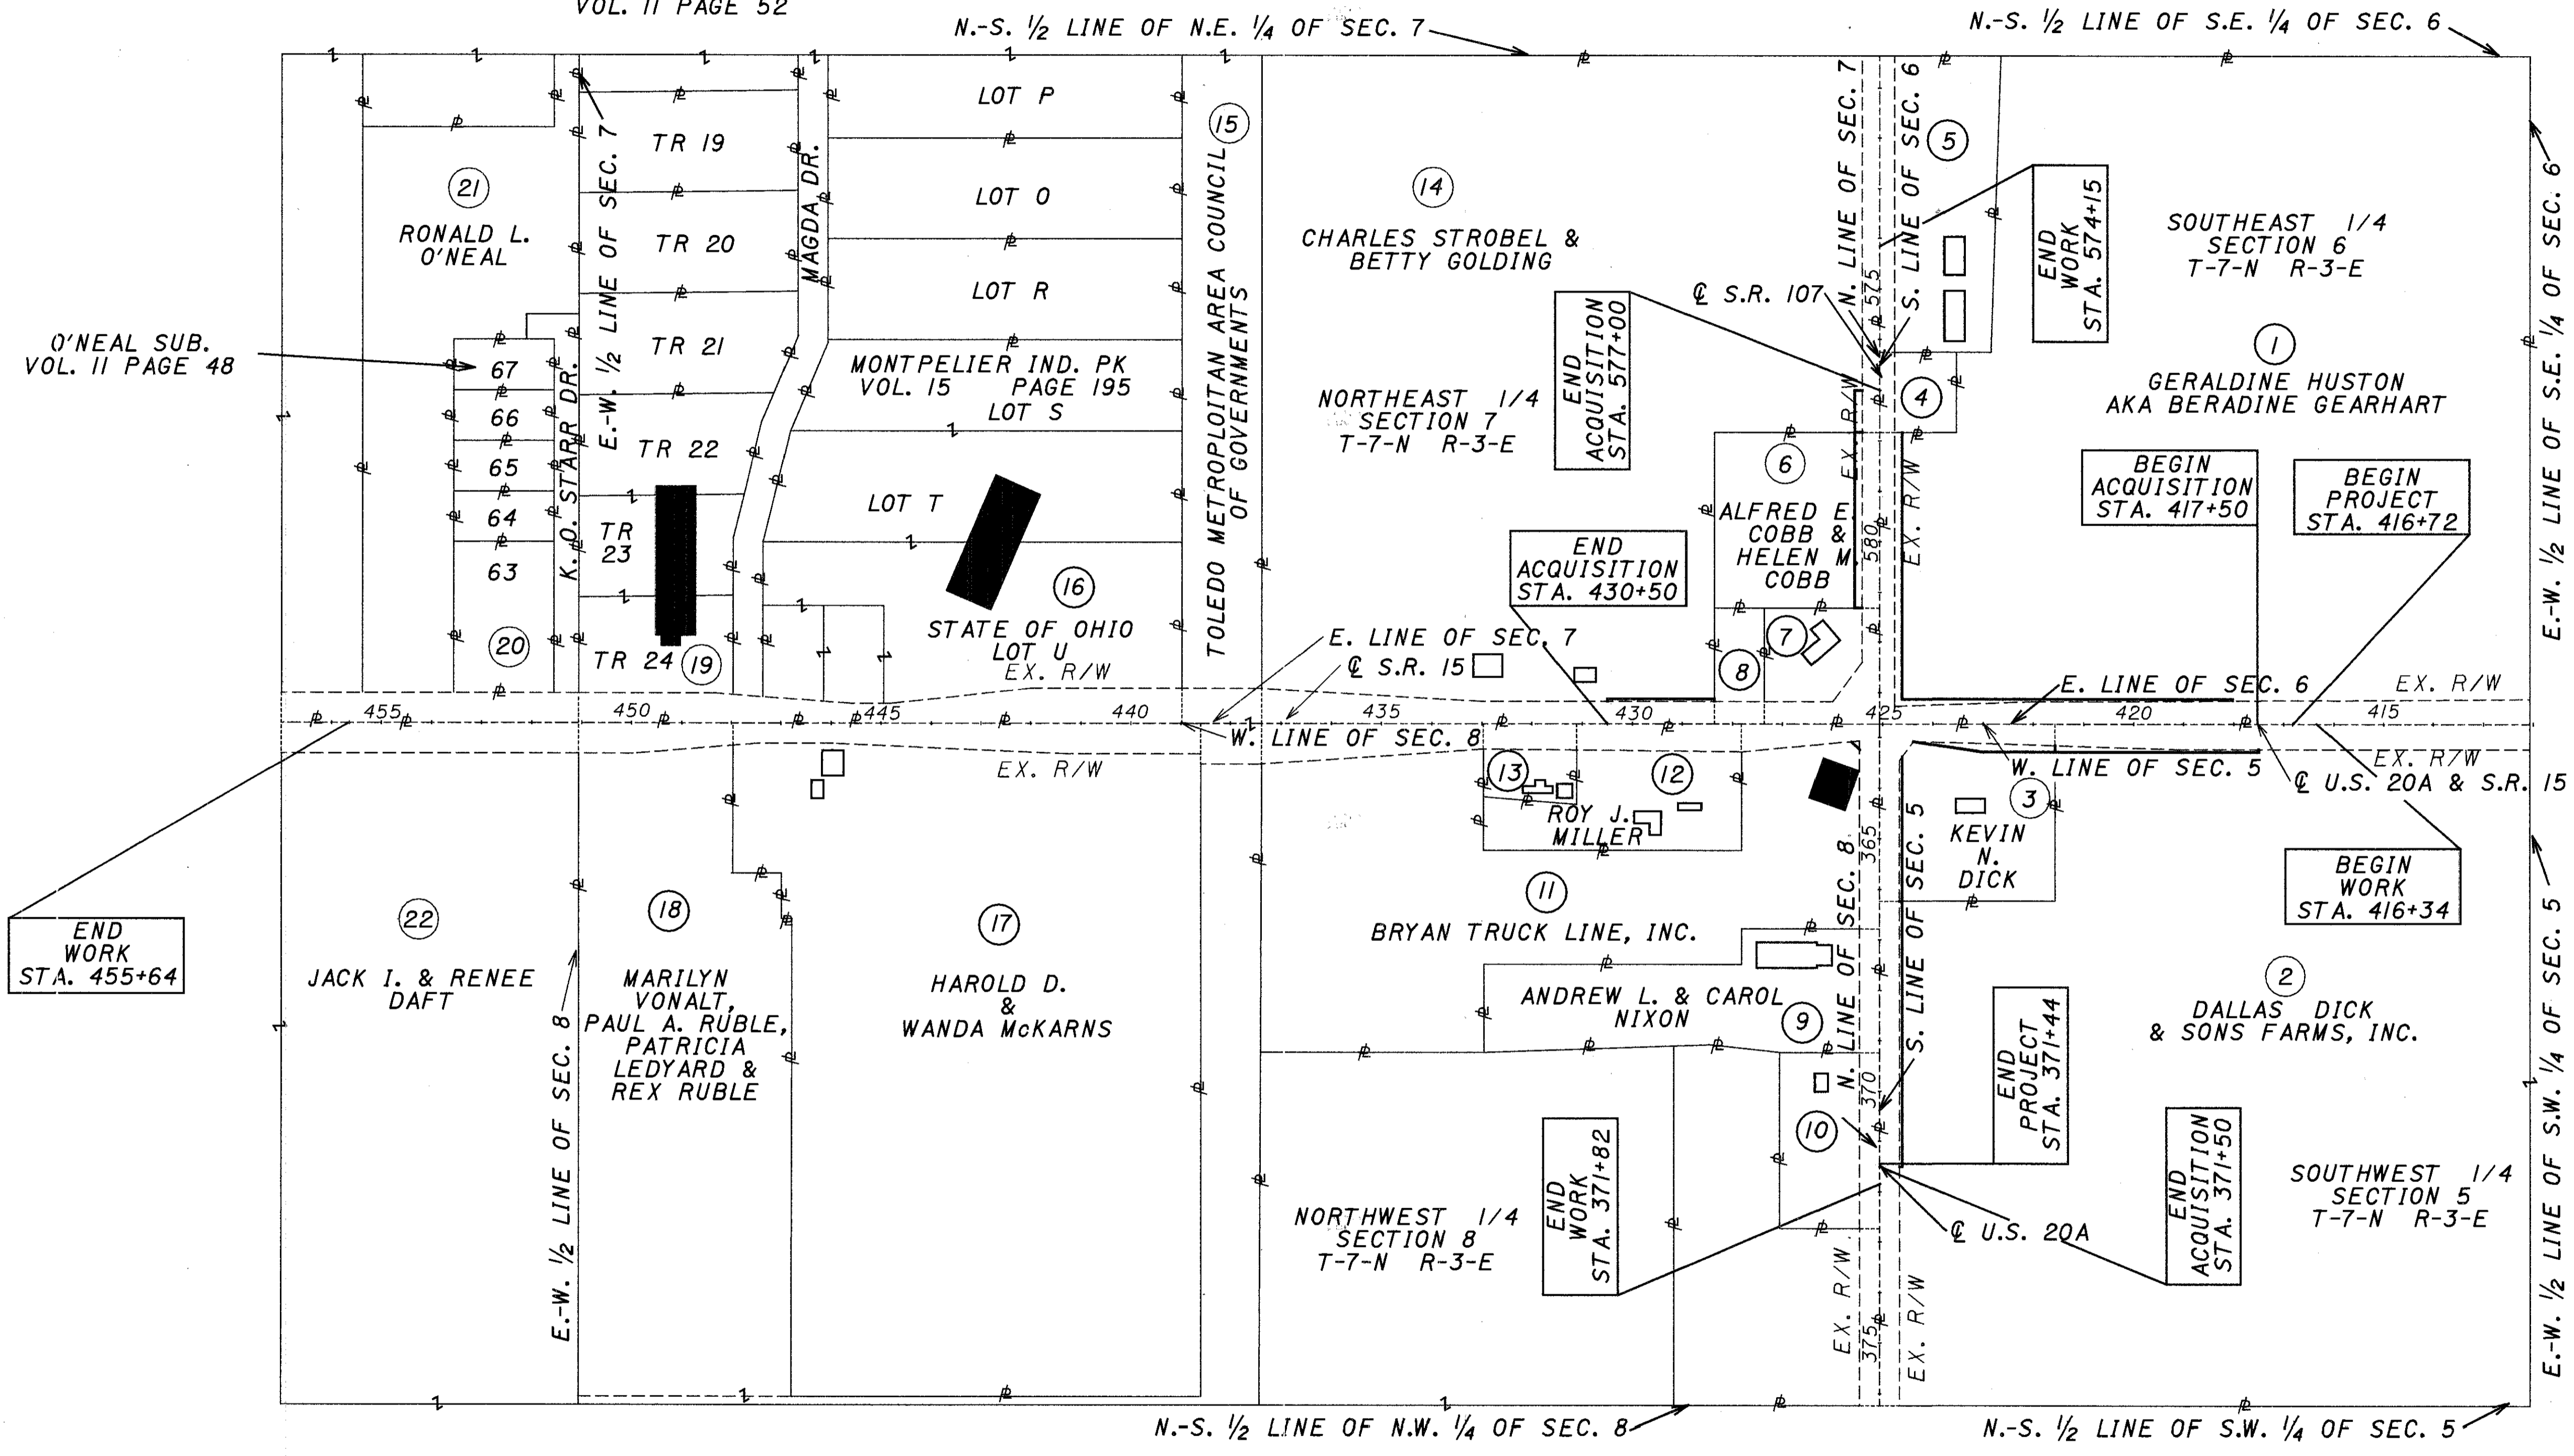 VOL. 11 PAGE 52
N.-S. ½ LINE OF N.E. ¼ OF SEC. 7
N.-S. ½ LINE OF S.E. ¼ OF SEC. 6
21
RONALD L.
O'NEAL
O'NEAL SUB.
VOL. 11 PAGE 48
67
66
65
64
63
20
K.O. STARR DR.
E.-W. ½ LINE OF SEC. 7
TR 19
TR 20
TR 21
TR 22
TR
23
TR 24
19
MAGDA DR.
LOT P
LOT O
LOT R
MONTPELIER IND. PK
VOL. 15 PAGE 195
LOT S
LOT T
16
STATE OF OHIO
LOT U
EX. R/W
15
TOLEDO METROPLOITAN AREA COUNCIL
OF GOVERNMENTS
14
CHARLES STROBEL &
BETTY GOLDING
NORTHEAST 1/4
SECTION 7
T-7-N R-3-E
END
ACQUISITION
STA. 577+00
℄ S.R. 107
N. LINE OF SEC. 7
S. LINE OF SEC. 6
575
580
EX. R/W
EX. R/W
5
4
END
WORK
STA. 574+15
SOUTHEAST 1/4
SECTION 6
T-7-N R-3-E
1
GERALDINE HUSTON
AKA BERADINE GEARHART
E.-W. ½ LINE OF S.E. ¼ OF SEC. 6
6
ALFRED E.
COBB &
HELEN M.
COBB
7
8
END
ACQUISITION
STA. 430+50
BEGIN
ACQUISITION
STA. 417+50
BEGIN
PROJECT
STA. 416+72
E. LINE OF SEC. 7
℄ S.R. 15
E. LINE OF SEC. 6
EX. R/W
455
450
445
440
435
430
425
420
415
W. LINE OF SEC. 8
EX. R/W
EX. R/W
W. LINE OF SEC. 5
℄ U.S. 20A & S.R. 15
END
WORK
STA. 455+64
22
JACK I. & RENEE
DAFT
E.-W. ½ LINE OF SEC. 8
18
MARILYN
VONALT,
PAUL A. RUBLE,
PATRICIA
LEDYARD &
REX RUBLE
17
HAROLD D.
&
WANDA McKARNS
13
12
ROY J.
MILLER
11
BRYAN TRUCK LINE, INC.
ANDREW L. & CAROL
NIXON
9
10
N. LINE OF SEC. 8
S. LINE OF SEC. 5
365
370
375
3
KEVIN
N.
DICK
BEGIN
WORK
STA. 416+34
2
DALLAS DICK
& SONS FARMS, INC.
END
PROJECT
STA. 371+44
END
ACQUISITION
STA. 371+50
END
WORK
STA. 371+82
℄ U.S. 20A
NORTHWEST 1/4
SECTION 8
T-7-N R-3-E
SOUTHWEST 1/4
SECTION 5
T-7-N R-3-E
EX. R/W
EX. R/W
E.-W. ½ LINE OF S.W. ¼ OF SEC. 5
N.-S. ½ LINE OF N.W. ¼ OF SEC. 8
N.-S. ½ LINE OF S.W. ¼ OF SEC. 5